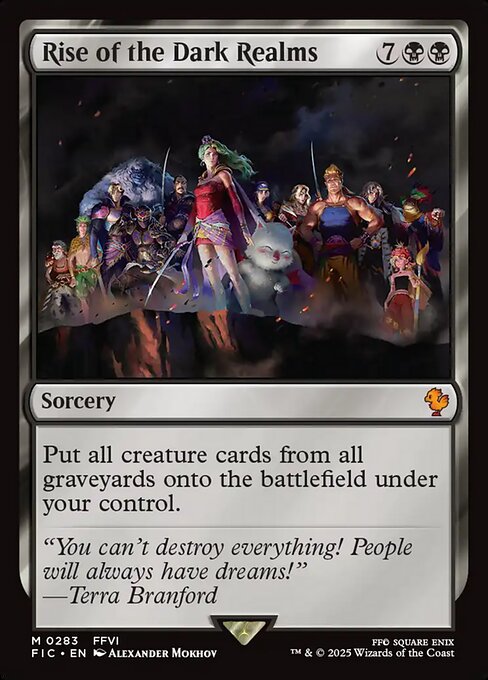 Rise of the Dark Realms 7
Sorcery
Put all creature cards from all
graveyards onto the battlefield under
your control.
“You can’t destroy everything! People
will always have dreams!”
—Terra Branford
M 0283 FFVI
FIC • EN Alexander Mokhov
FF© SQUARE ENIX
™ & © 2025 Wizards of the Coast